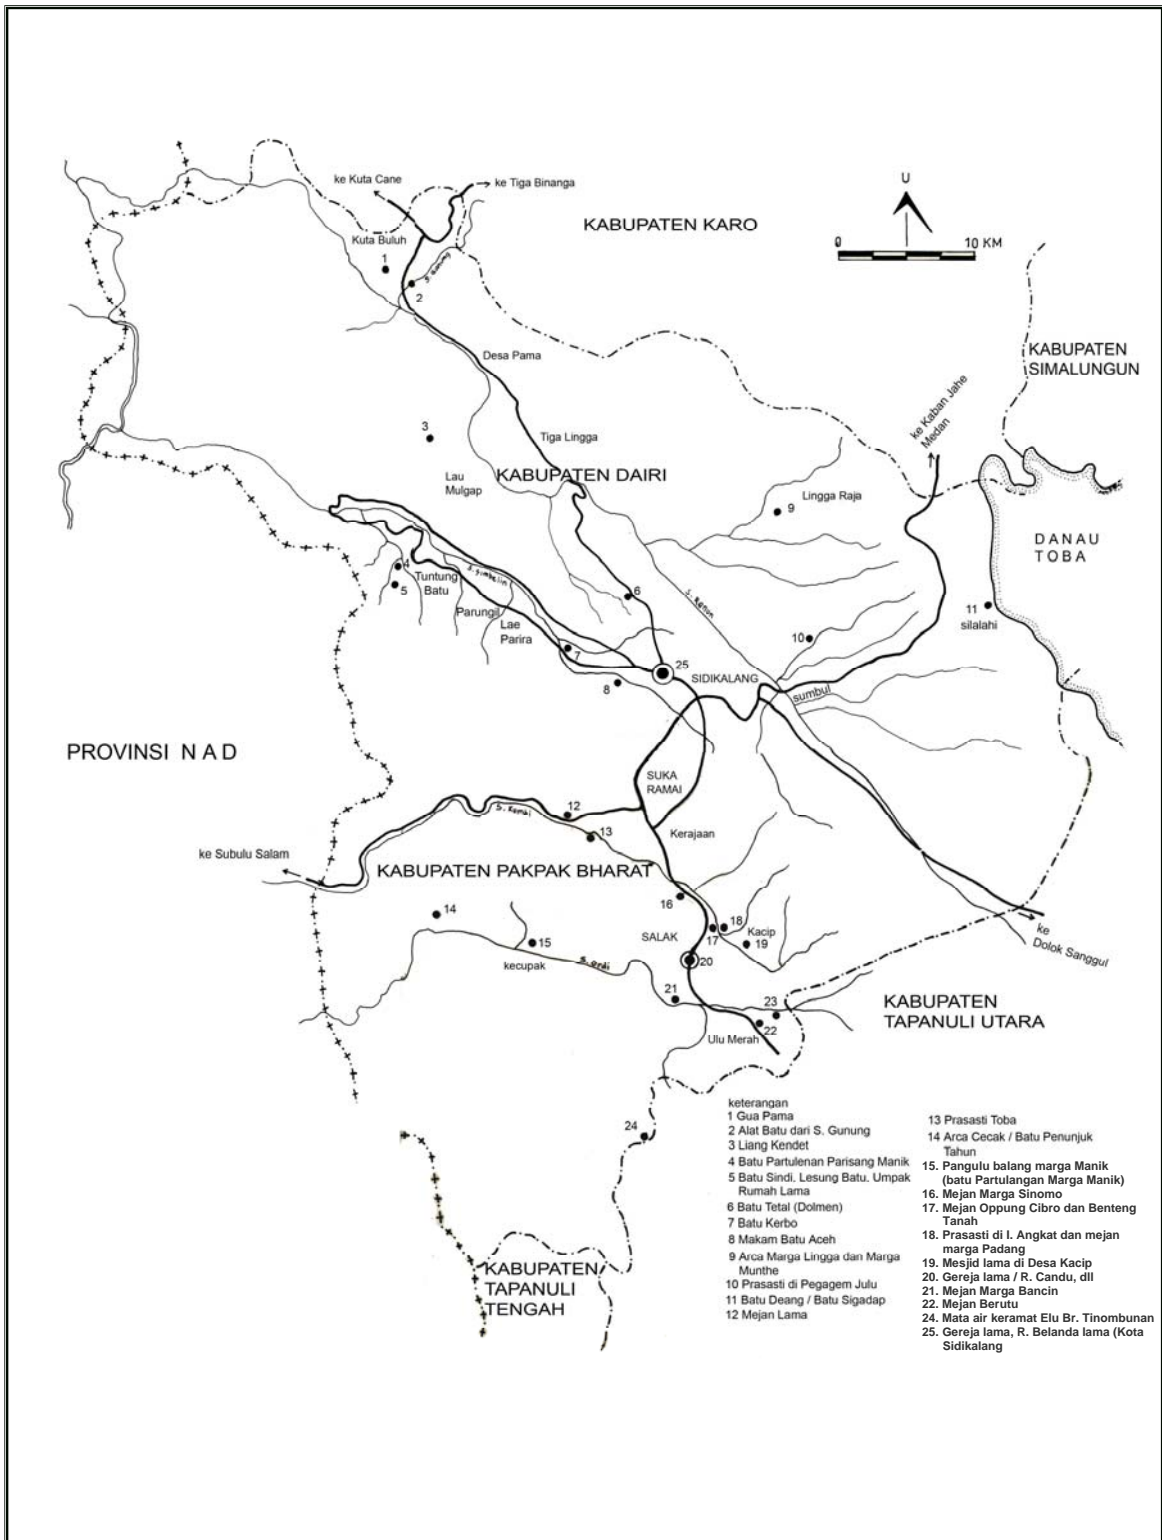 ke Kuta Cane
ke Tiga Binanga
U
KABUPATEN KARO
0 10 KM
Kuta Buluh
1
2
Desa Pama
KABUPATEN
SIMALUNGUN
ke Kaban Jahe
Medan
3
Tiga Lingga
Lau
Mulgap
KABUPATEN DAIRI
Lingga Raja
9
DANAU
TOBA
4
5
Tuntung
Batu
S. Simbelin
Parungil
Lae
Parira
6
S. Renun
11
silalahi
10
7
8
25
SIDIKALANG
sumbul
PROVINSI N A D
SUKA
RAMAI
12
13
Kerajaan
ke Subulu Salam
KABUPATEN PAKPAK BHARAT
14
15
kecupak
S. Ordi
16
17
18
SALAK
Kacip
19
20
ke
Dolok Sanggul
21
22
23
Ulu Merah
KABUPATEN
TAPANULI UTARA
24
KABUPATEN
TAPANULI
TENGAH
keterangan
1 Gua Pama
2 Alat Batu dari S. Gunung
3 Liang Kendet
4 Batu Partulenan Parisang Manik
5 Batu Sindi. Lesung Batu. Umpak
Rumah Lama
6 Batu Tetal (Dolmen)
7 Batu Kerbo
8 Makam Batu Aceh
9 Arca Marga Lingga dan Marga
Munthe
10 Prasasti di Pegagem Julu
11 Batu Deang / Batu Sigadap
12 Mejan Lama
13 Prasasti Toba
14 Arca Cecak / Batu Penunjuk
Tahun
15. Pangulu balang marga Manik
(batu Partulangan Marga Manik)
16. Mejan Marga Sinomo
17. Mejan Oppung Cibro dan Benteng
Tanah
18. Prasasti di l. Angkat dan mejan
marga Padang
19. Mesjid lama di Desa Kacip
20. Gereja lama / R. Candu, dll
21. Mejan Marga Bancin
22. Mejan Berutu
24. Mata air keramat Elu Br. Tinombunan
25. Gereja lama, R. Belanda lama (Kota
Sidikalang